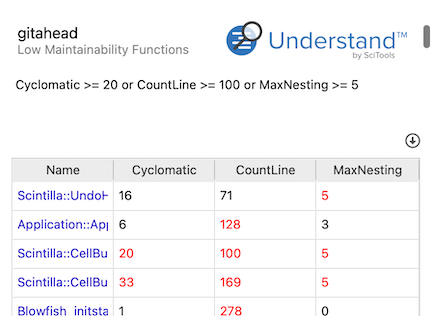 gitahead
Low Maintainability Functions
Understand™
by SciTools
Cyclomatic >= 20 or CountLine >= 100 or MaxNesting >= 5
Name Cyclomatic CountLine MaxNesting
Scintilla::UndoH 16 71 5
Application::App 6 128 3
Scintilla::CellBu 20 100 5
Scintilla::CellBu 33 169 5
Blowfish_initsta 1 278 0